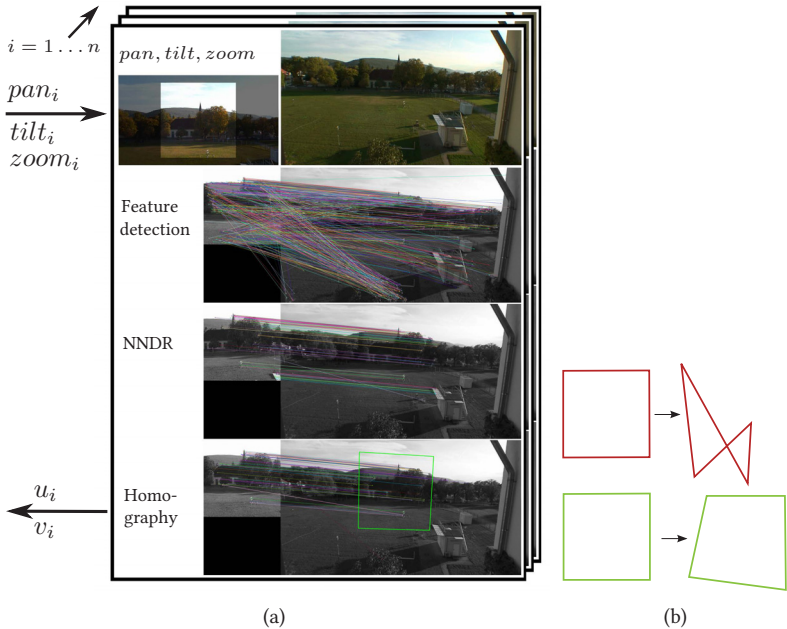 i = 1 . . . n
pan, tilt, zoom
pan_i
tilt_i
zoom_i
Feature
detection
NNDR
Homo-
graphy
u_i
v_i
(a)
(b)